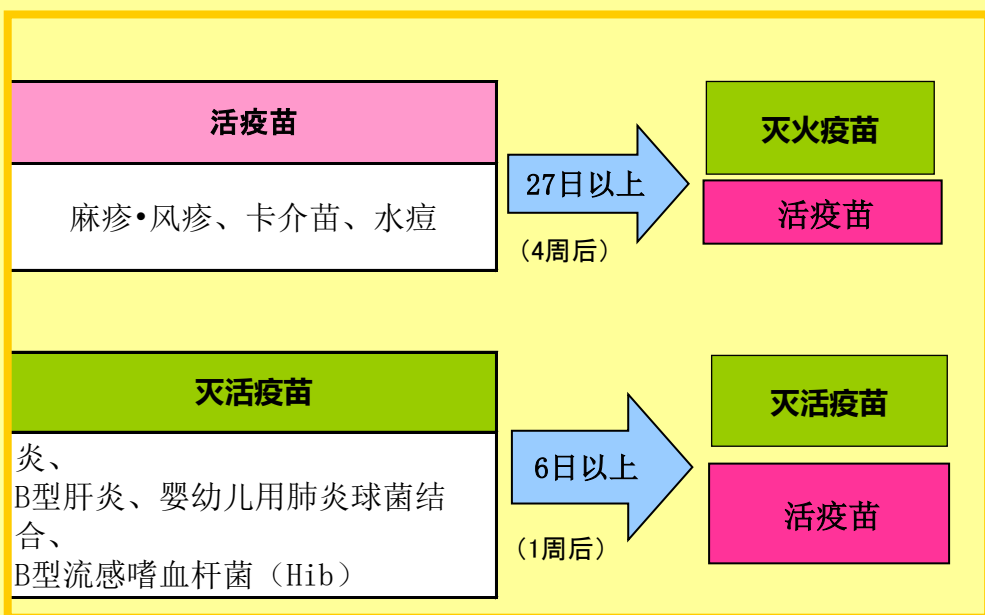 活疫苗
麻疹•风疹、卡介苗、水痘
27日以上
（4周后）
灭火疫苗
活疫苗
灭活疫苗
炎、
B型肝炎、婴幼儿用肺炎球菌结
合、
B型流感嗜血杆菌（Hib）
6日以上
（1周后）
灭活疫苗
活疫苗